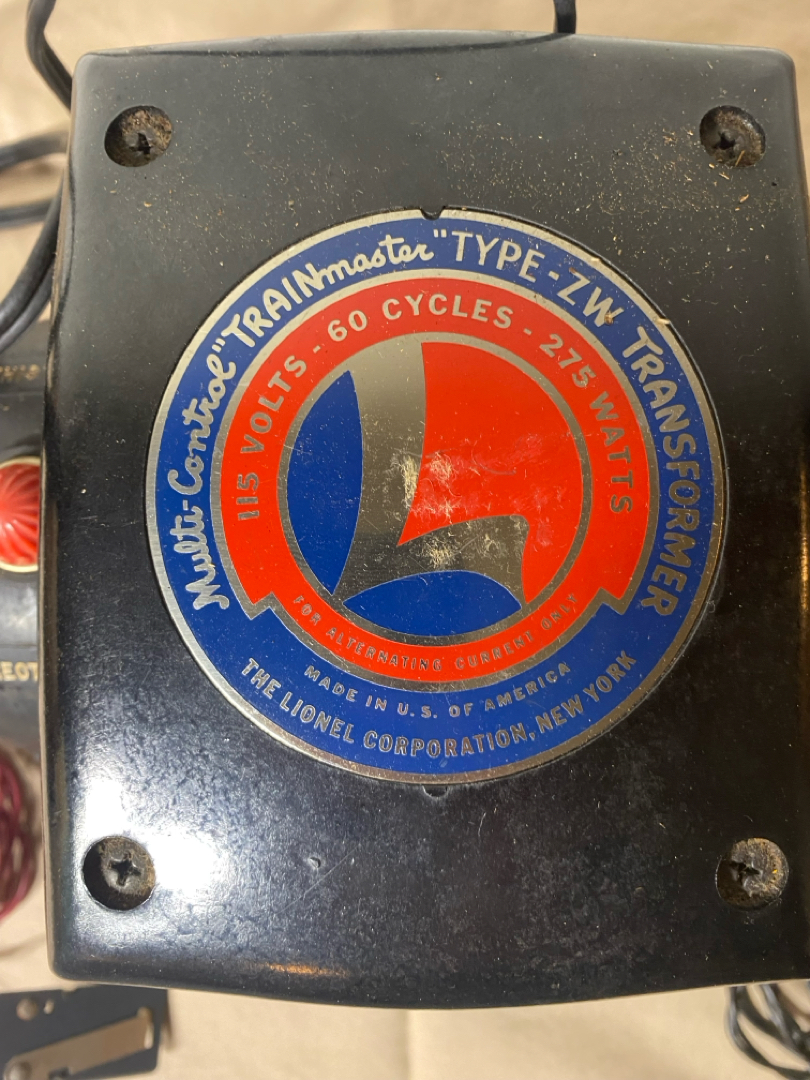 Multi-Control "TRAINmaster" TYPE-ZW TRANSFORMER
115 VOLTS - 60 CYCLES - 275 WATTS
FOR ALTERNATING CURRENT ONLY
MADE IN U.S. OF AMERICA
THE LIONEL CORPORATION, NEW YORK